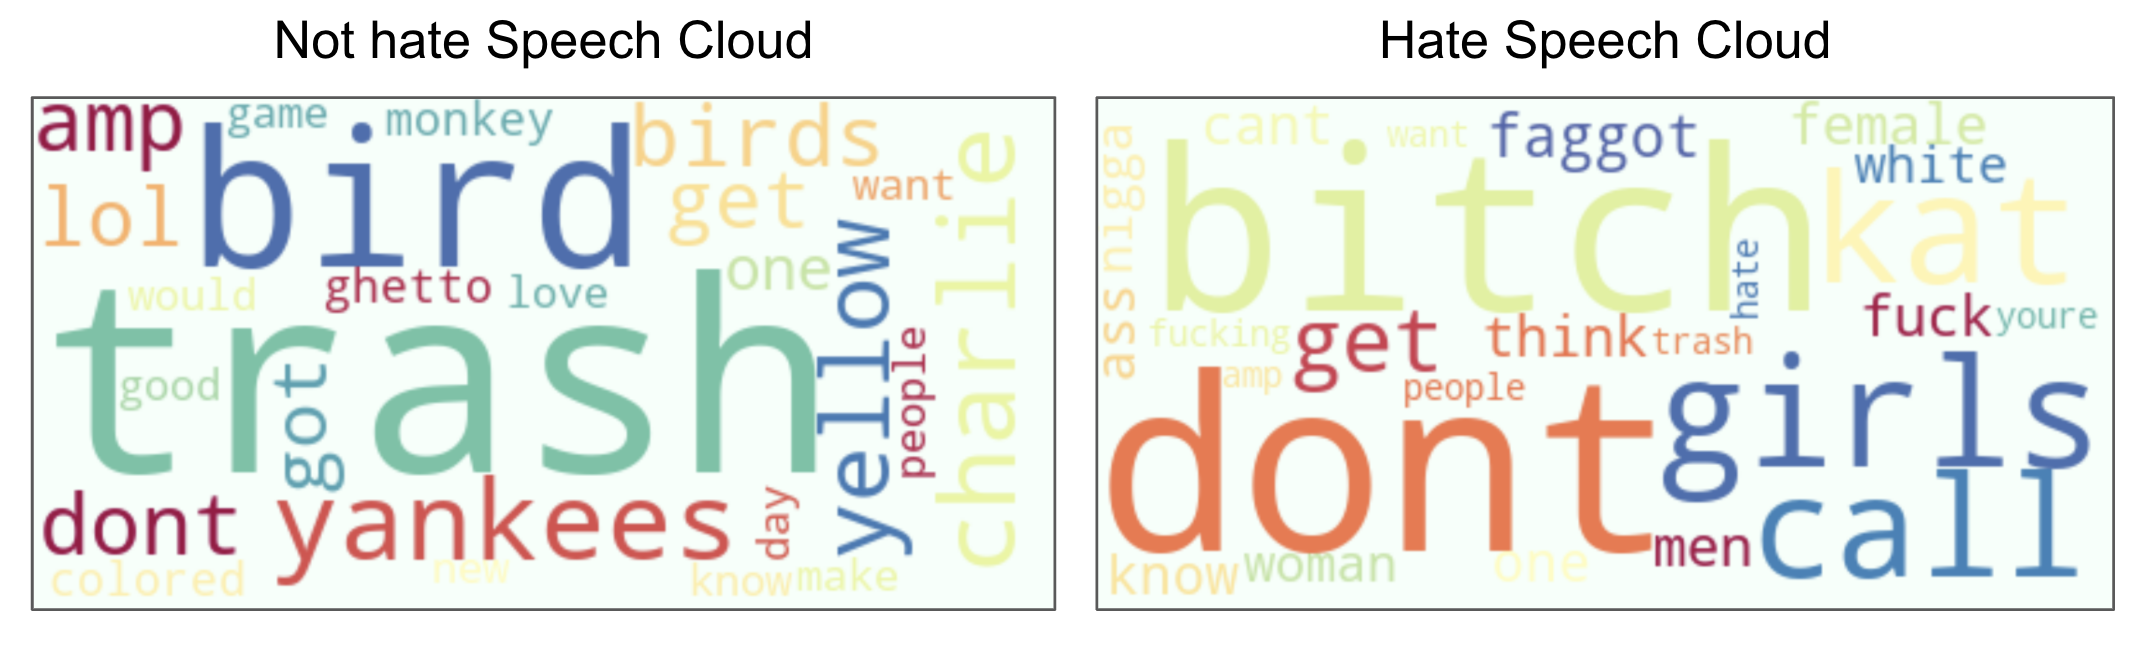 Not hate Speech Cloud
amp
game
monkey
birds
bird
lol
get
want
charlie
yellow
one
would
ghetto
love
trash
good
got
people
dont
yankees
day
colored
new
know
make
Hate Speech Cloud
cant
want
faggot
female
white
nigga
bitch
kat
hate
ass
fucking
get
think
trash
fuck
youre
amp
people
dont
girls
call
men
know
woman
one